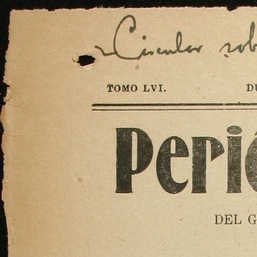 Circular sob
TOMO LVI. DU
Perió
DEL G